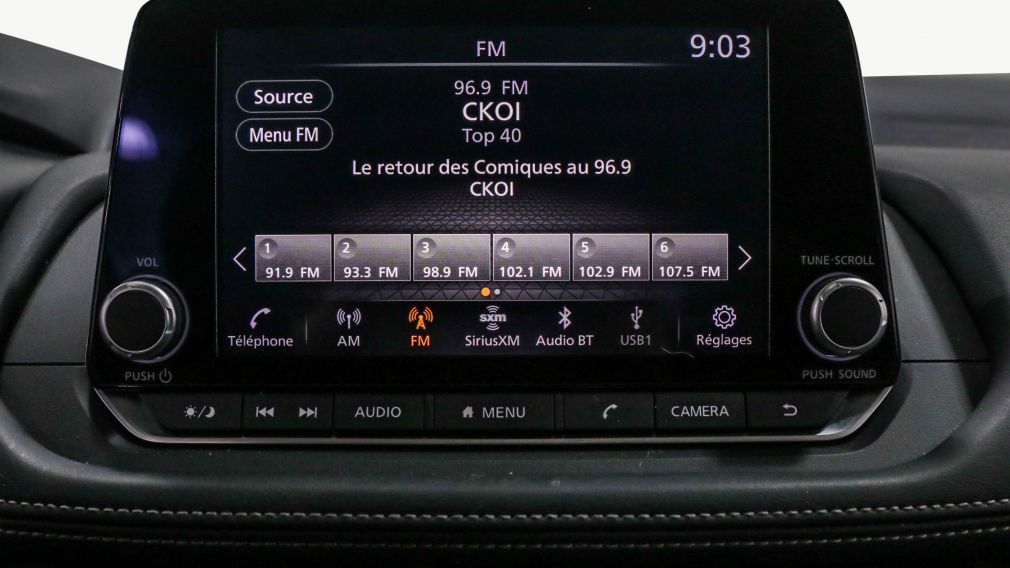 FM 9:03
Source
Menu FM
96.9 FM
CKOI
Top 40
Le retour des Comiques au 96.9
CKOI
1 2 3 4 5 6
91.9 FM 93.3 FM 98.9 FM 102.1 FM 102.9 FM 107.5 FM
VOL
TUNE·SCROLL
sxm
Téléphone AM FM SiriusXM Audio BT USB1 Réglages
PUSH
PUSH SOUND
AUDIO MENU CAMERA